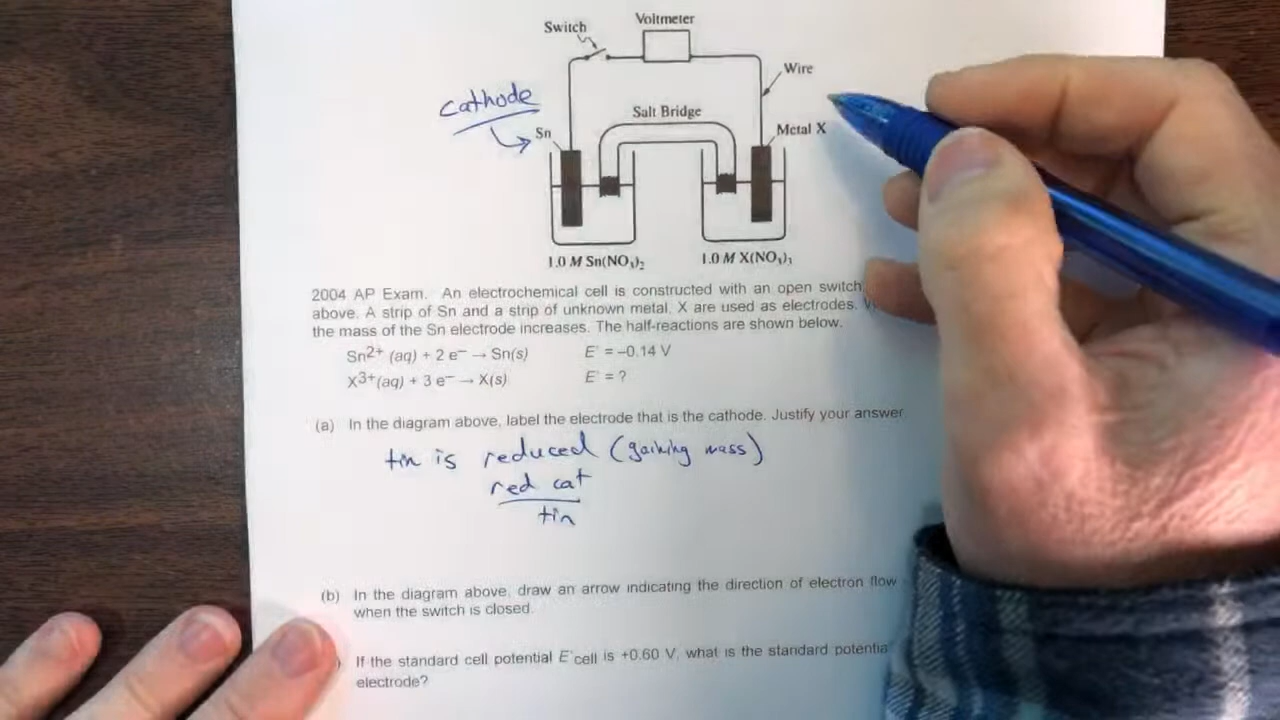 Switch
Voltmeter
Wire
cathode
Salt Bridge
Sn
Metal X
1.0 M Sn(NO₃)₂
1.0 M X(NO₃)₃
2004 AP Exam. An electrochemical cell is constructed with an open switch,
above. A strip of Sn and a strip of unknown metal, X are used as electrodes.
the mass of the Sn electrode increases. The half-reactions are shown below.
Sn2+ (aq) + 2 e– → Sn(s) E° = –0.14 V
X3+(aq) + 3 e– → X(s) E° = ?
(a) In the diagram above, label the electrode that is the cathode. Justify your answer
tin is reduced (gaining mass)
red cat
tin
(b) In the diagram above, draw an arrow indicating the direction of electron flow
when the switch is closed.
If the standard cell potential E°cell is +0.60 V, what is the standard potentia
electrode?